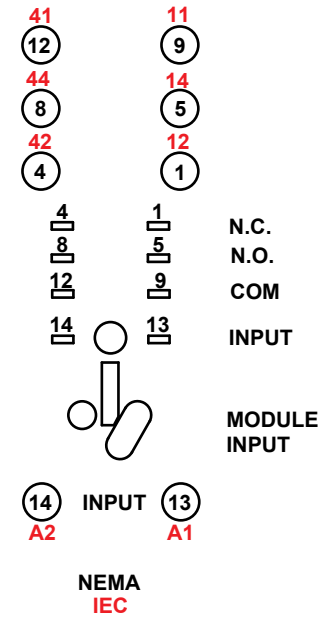 41 11
12 9
44 14
8 5
42 12
4 1
4 1 N.C.
8 5 N.O.
12 9 COM
14 13 INPUT
MODULE
INPUT
14 INPUT 13
A2 A1
NEMA
IEC